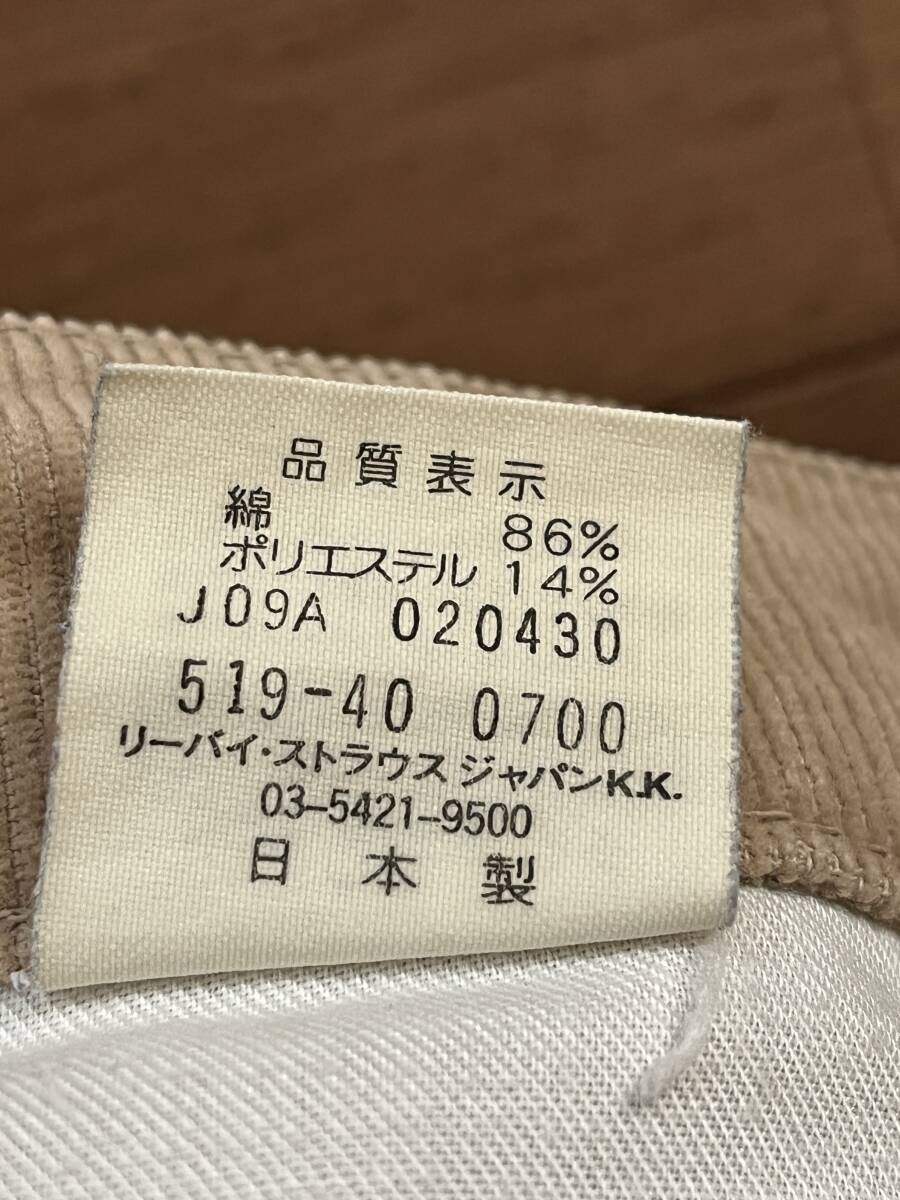 品質表示
綿 86%
ポリエステル 14%
J09A 020430
519-40 0700
リーバイ・ストラウス ジャパンK.K.
03-5421-9500
日本製